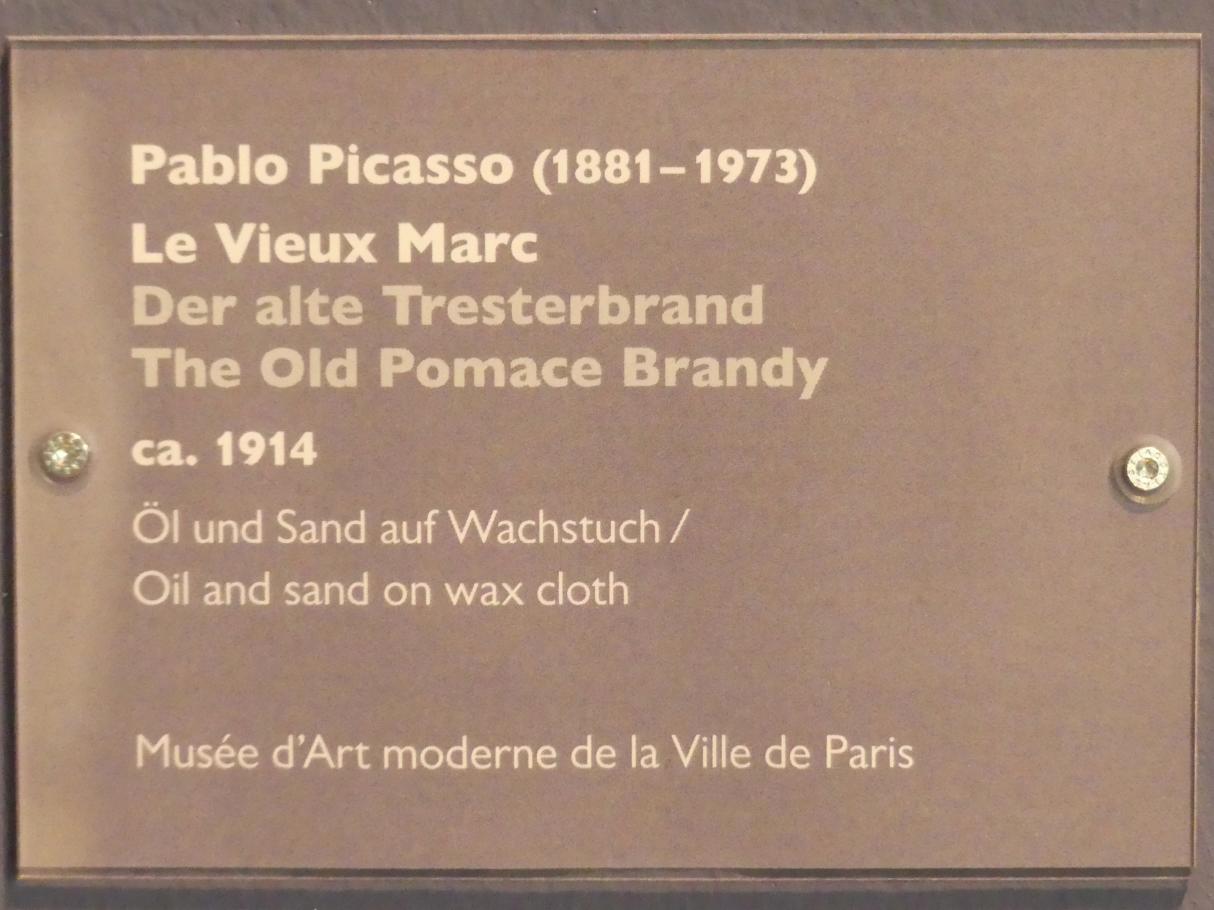 Pablo Picasso (1881–1973)
Le Vieux Marc
Der alte Tresterbrand
The Old Pomace Brandy
ca. 1914
Öl und Sand auf Wachstuch /
Oil and sand on wax cloth
Musée d’Art moderne de la Ville de Paris